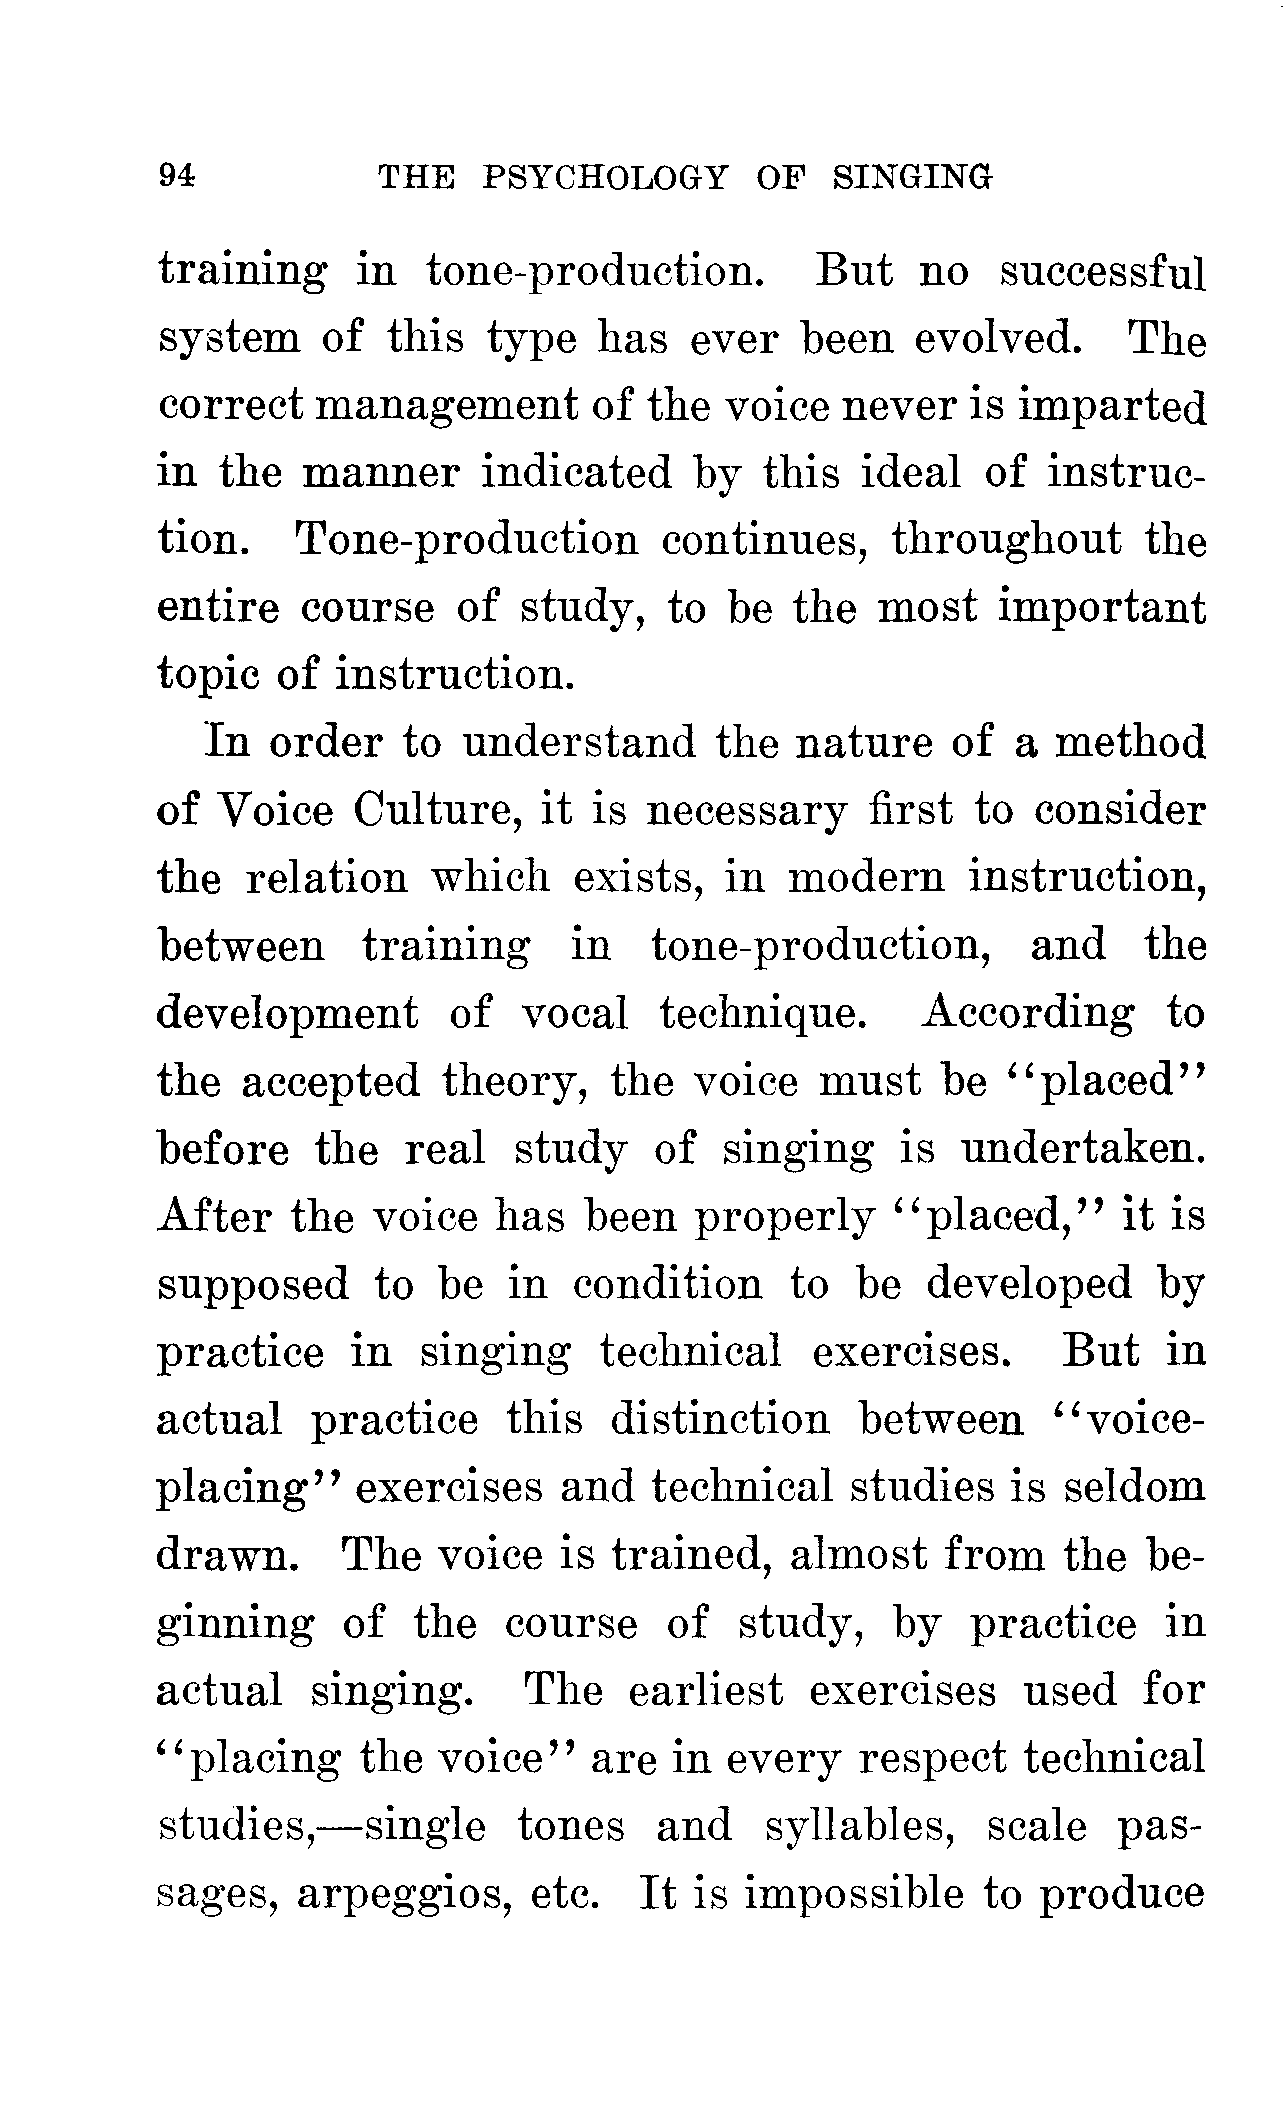 94 THE PSYCHOLOGY OF SINGING
training in tone-production. But no successful
system of this type has ever been evolved. The
correct management of the voice never is imparted
in the manner indicated by this ideal of instruc-
tion. Tone-production continues, throughout the
entire course of study, to be the most important
topic of instruction.
In order to understand the nature of a method
of Voice Culture, it is necessary first to consider
the relation which exists, in modern instruction,
between training in tone-production, and the
development of vocal technique. According to
the accepted theory, the voice must be "placed"
before the real study of singing is undertaken.
After the voice has been properly "placed," it is
supposed to be in condition to be developed by
practice in singing technical exercises. But in
actual practice this distinction between "voice-
placing" exercises and technical studies is seldom
drawn. The voice is trained, almost from the be-
ginning of the course of study, by practice in
actual singing. The earliest exercises used for
"placing the voice" are in every respect technical
studies,—single tones and syllables, scale pas-
sages, arpeggios, etc. It is impossible to produce